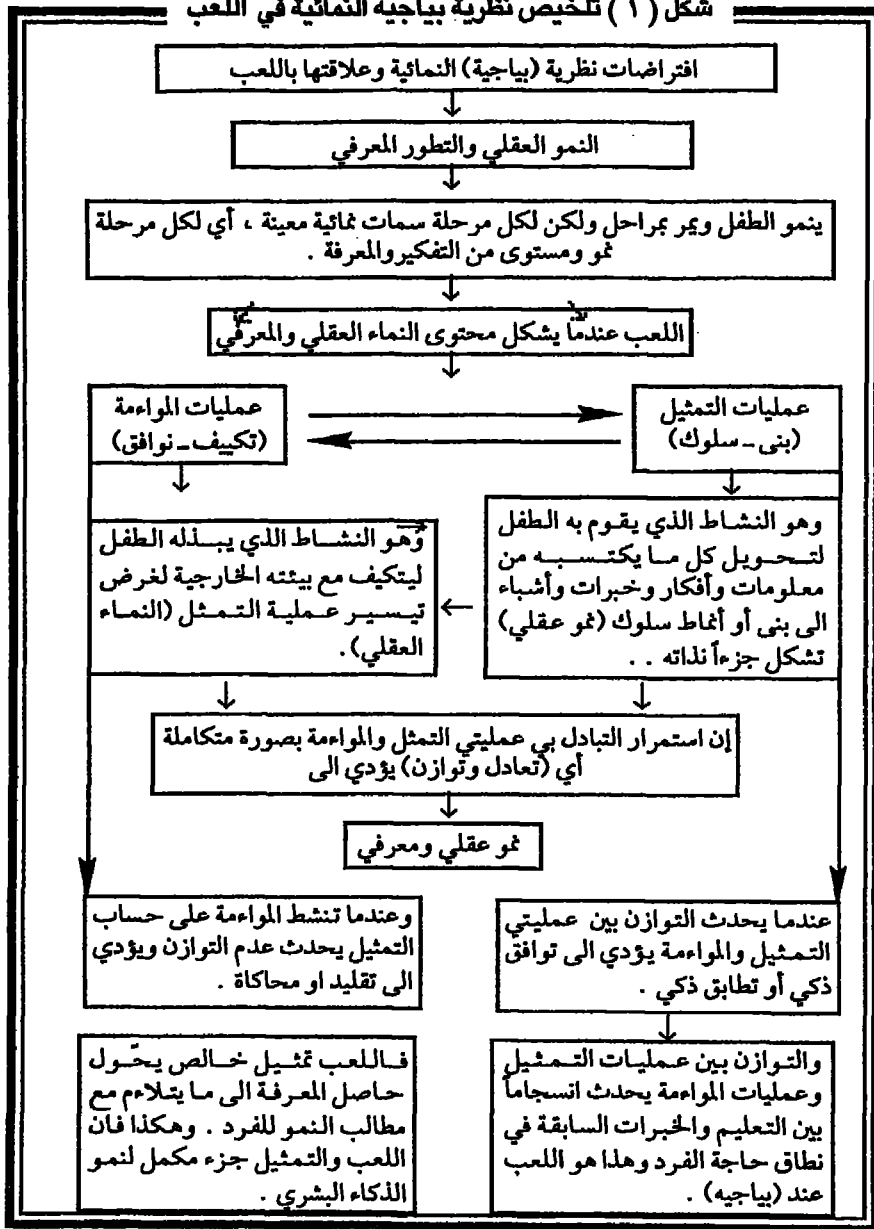 شكل ( ١ ) تلخيص نظرية بياجيه النمائية في اللعب
افتراضات نظرية (بياجية) النمائية وعلاقتها باللعب
النمو العقلي والتطور المعرفي
ينمو الطفل ويمر بمراحل ولكن لكل مرحلة سمات نمائية معينة ، أي لكل مرحلة
نمو ومستوى من التفكير والمعرفة .
اللعب عندما يشكل محتوى النماء العقلي والمعرفي
عمليات التمثيل
(بنى - سلوك)
عمليات المواءمة
(تكييف - نوافق)
وهو النشاط الذي يقوم به الطفل
لتحويل كل ما يكتسبه من
معلومات وأفكار وخبرات وأشياء
الى بنى أو أنماط سلوك (نمو عقلي)
تشكل جزءاً نذاته . .
وهو النشاط الذي يبذله الطفل
ليتكيف مع بيئته الخارجية لغرض
تيسير عملية التمثل (النماء
العقلي).
إن استمرار التبادل بي عمليتي التمثل والمواءمة بصورة متكاملة
أي (تعادل وتوازن) يؤدي الى
نمو عقلي ومعرفي
عندما يحدث التوازن بين عمليتي
التمثيل والمواءمة يؤدي الى توافق
ذكي أو تطابق ذكي .
وعندما تنشط المواءمة على حساب
التمثيل يحدث عدم التوازن ويؤدي
الى تقليد او محاكاة .
والتوازن بين عمليات التمثيل
وعمليات المواءمة يحدث انسجاماً
بين التعليم والخبرات السابقة في
نطاق حاجة الفرد وهذا هو اللعب
عند (بياجيه) .
فاللعب تمثيل خالص يحّول
حاصل المعرفة الى ما يتلاءم مع
مطالب النمو للفرد . وهكذا فان
اللعب والتمثيل جزء مكمل لنمو
الذكاء البشري .